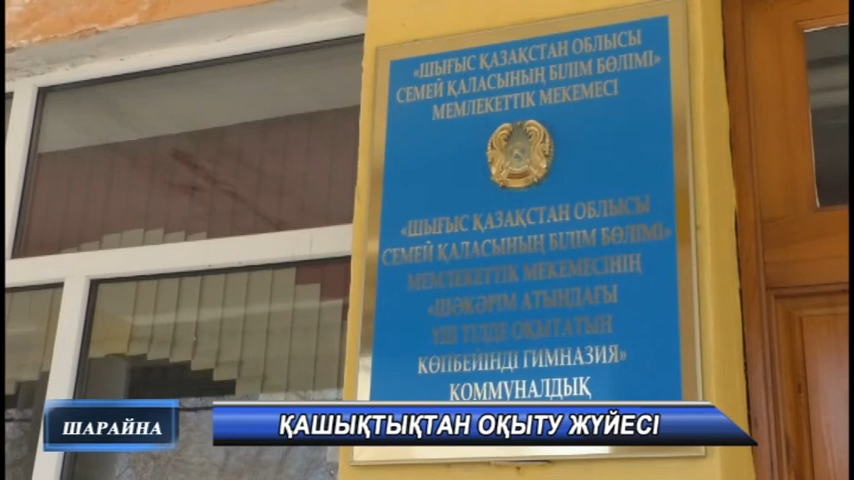 «ШЫҒЫС ҚАЗАҚСТАН ОБЛЫСЫ
СЕМЕЙ ҚАЛАСЫНЫҢ БІЛІМ БӨЛІМІ»
МЕМЛЕКЕТТІК МЕКЕМЕСІ
«ШЫҒЫС ҚАЗАҚСТАН ОБЛЫСЫ
СЕМЕЙ ҚАЛАСЫНЫҢ БІЛІМ БӨЛІМІ»
МЕМЛЕКЕТТІК МЕКЕМЕСІНІҢ
«ШӘКӘРІМ АТЫНДАҒЫ
ҮШ ТІЛДЕ ОҚЫТАТЫН
КӨПБЕЙІНДІ ГИМНАЗИЯ»
КОММУНАЛДЫҚ
ШАРАЙНА
ҚАШЫҚТЫҚТАН ОҚЫТУ ЖҮЙЕСІ